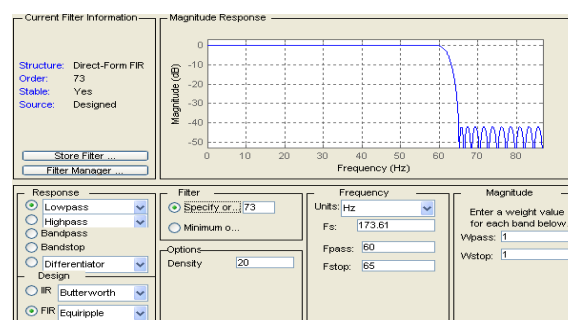 Current Filter Information
Structure: Direct-Form FIR
Order: 73
Stable: Yes
Source: Designed
Store Filter ...
Filter Manager ...
Magnitude Response
Magnitude (dB)
0
-10
-20
-30
-40
-50
0 10 20 30 40 50 60 70 80
Frequency (Hz)
Response
Lowpass
Highpass
Bandpass
Bandstop
Differentiator
Design
IIR Butterworth
FIR Equiripple
Filter
Specify or... 73
Minimum o...
Options
Density 20
Frequency
Units: Hz
Fs: 173.61
Fpass: 60
Fstop: 65
Magnitude
Enter a weight value
for each band below.
Wpass: 1
Wstop: 1